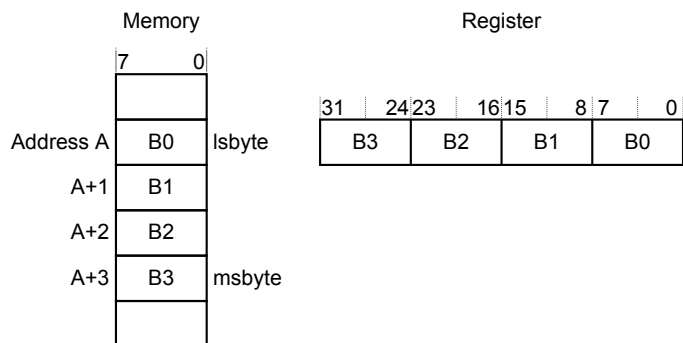 Memory
Register
7 0
31 24 23 16 15 8 7 0
Address A B0 lsbyte
B3 B2 B1 B0
A+1 B1
A+2 B2
A+3 B3 msbyte